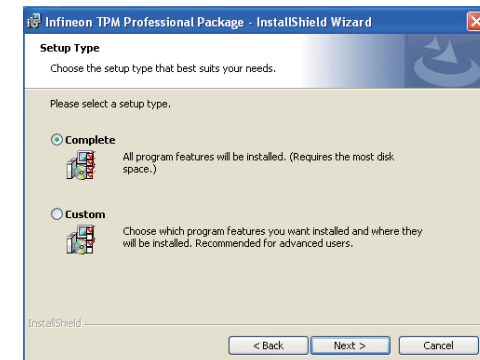 Infineon TPM Professional Package - InstallShield Wizard
Setup Type
Choose the setup type that best suits your needs.
Please select a setup type.
Complete
All program features will be installed. (Requires the most disk
space.)
Custom
Choose which program features you want installed and where they
will be installed. Recommended for advanced users.
InstallShield
< Back
Next >
Cancel